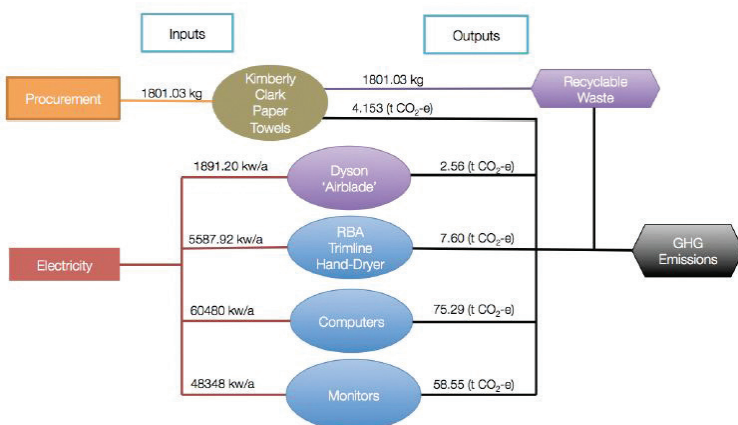 Inputs
Outputs
Procurement
1801.03 kg
Kimberly
Clark
Paper
Towels
1801.03 kg
4.153 (t CO₂-e)
Recyclable
Waste
Electricity
1891.20 kw/a
Dyson
'Airblade'
2.56 (t CO₂-e)
5587.92 kw/a
RBA
Trimline
Hand-Dryer
7.60 (t CO₂-e)
GHG
Emissions
60480 kw/a
Computers
75.29 (t CO₂-e)
48348 kw/a
Monitors
58.55 (t CO₂-e)